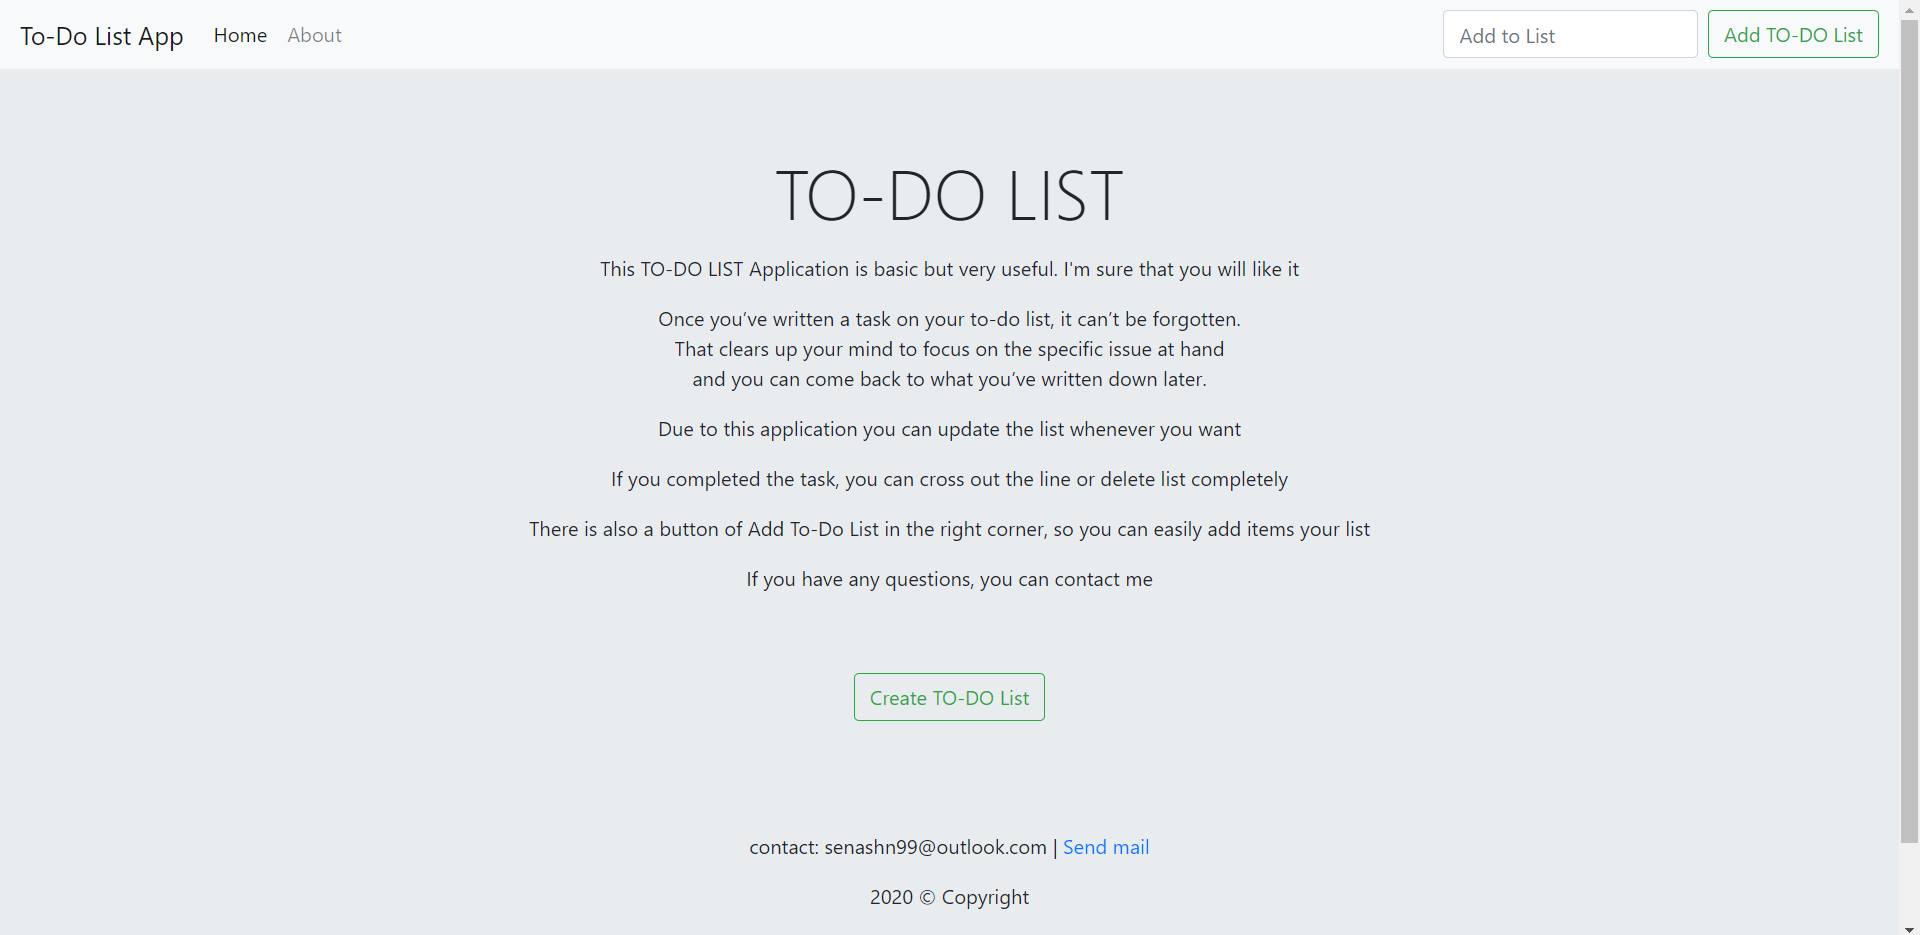 To-Do List App Home About Add to List Add TO-DO List
TO-DO LIST
This TO-DO LIST Application is basic but very useful. I'm sure that you will like it
Once you’ve written a task on your to-do list, it can’t be forgotten.
That clears up your mind to focus on the specific issue at hand
and you can come back to what you’ve written down later.
Due to this application you can update the list whenever you want
If you completed the task, you can cross out the line or delete list completely
There is also a button of Add To-Do List in the right corner, so you can easily add items your list
If you have any questions, you can contact me
Create TO-DO List
contact: senashn99@outlook.com | Send mail
2020 © Copyright